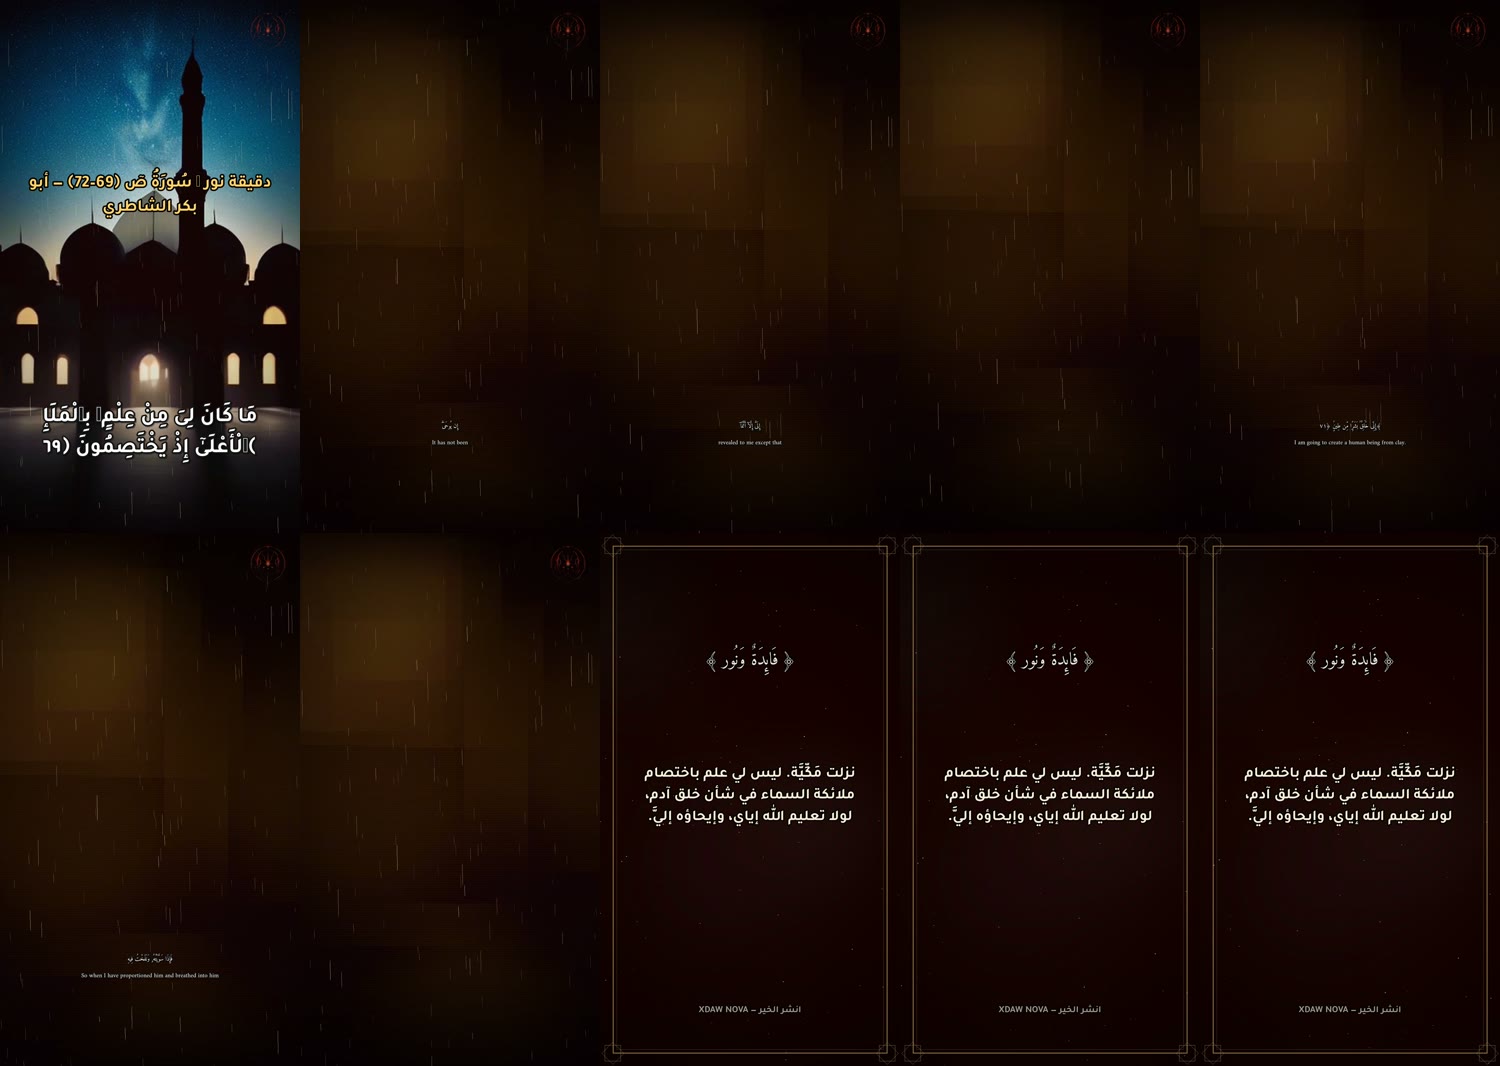 دقيقة نور سُورَةُ صٓ (69-72) – أبو
بكر الشاطري
مَا كَانَ لِىَ مِنْ عِلْمٍۭ بِٱلْمَلَإِ
ٱلْأَعْلَىٰٓ إِذْ يَخْتَصِمُونَ (٦٩)
It has not been
revealed to me except that
I am going to create a human being from clay.
So when I have proportioned him and breathed into him
﴿ فَائِدَةٌ وَنُور ﴾
نزلت مَكِّيَّة. ليس لي علم باختصام
ملائكة السماء في شأن خلق آدم،
لولا تعليم الله إياي، وإيحاؤه إليَّ.
انشر الخير – XDAW NOVA
﴿ فَائِدَةٌ وَنُور ﴾
نزلت مَكِّيَّة. ليس لي علم باختصام
ملائكة السماء في شأن خلق آدم،
لولا تعليم الله إياي، وإيحاؤه إليَّ.
انشر الخير – XDAW NOVA
﴿ فَائِدَةٌ وَنُور ﴾
نزلت مَكِّيَّة. ليس لي علم باختصام
ملائكة السماء في شأن خلق آدم،
لولا تعليم الله إياي، وإيحاؤه إليَّ.
انشر الخير – XDAW NOVA